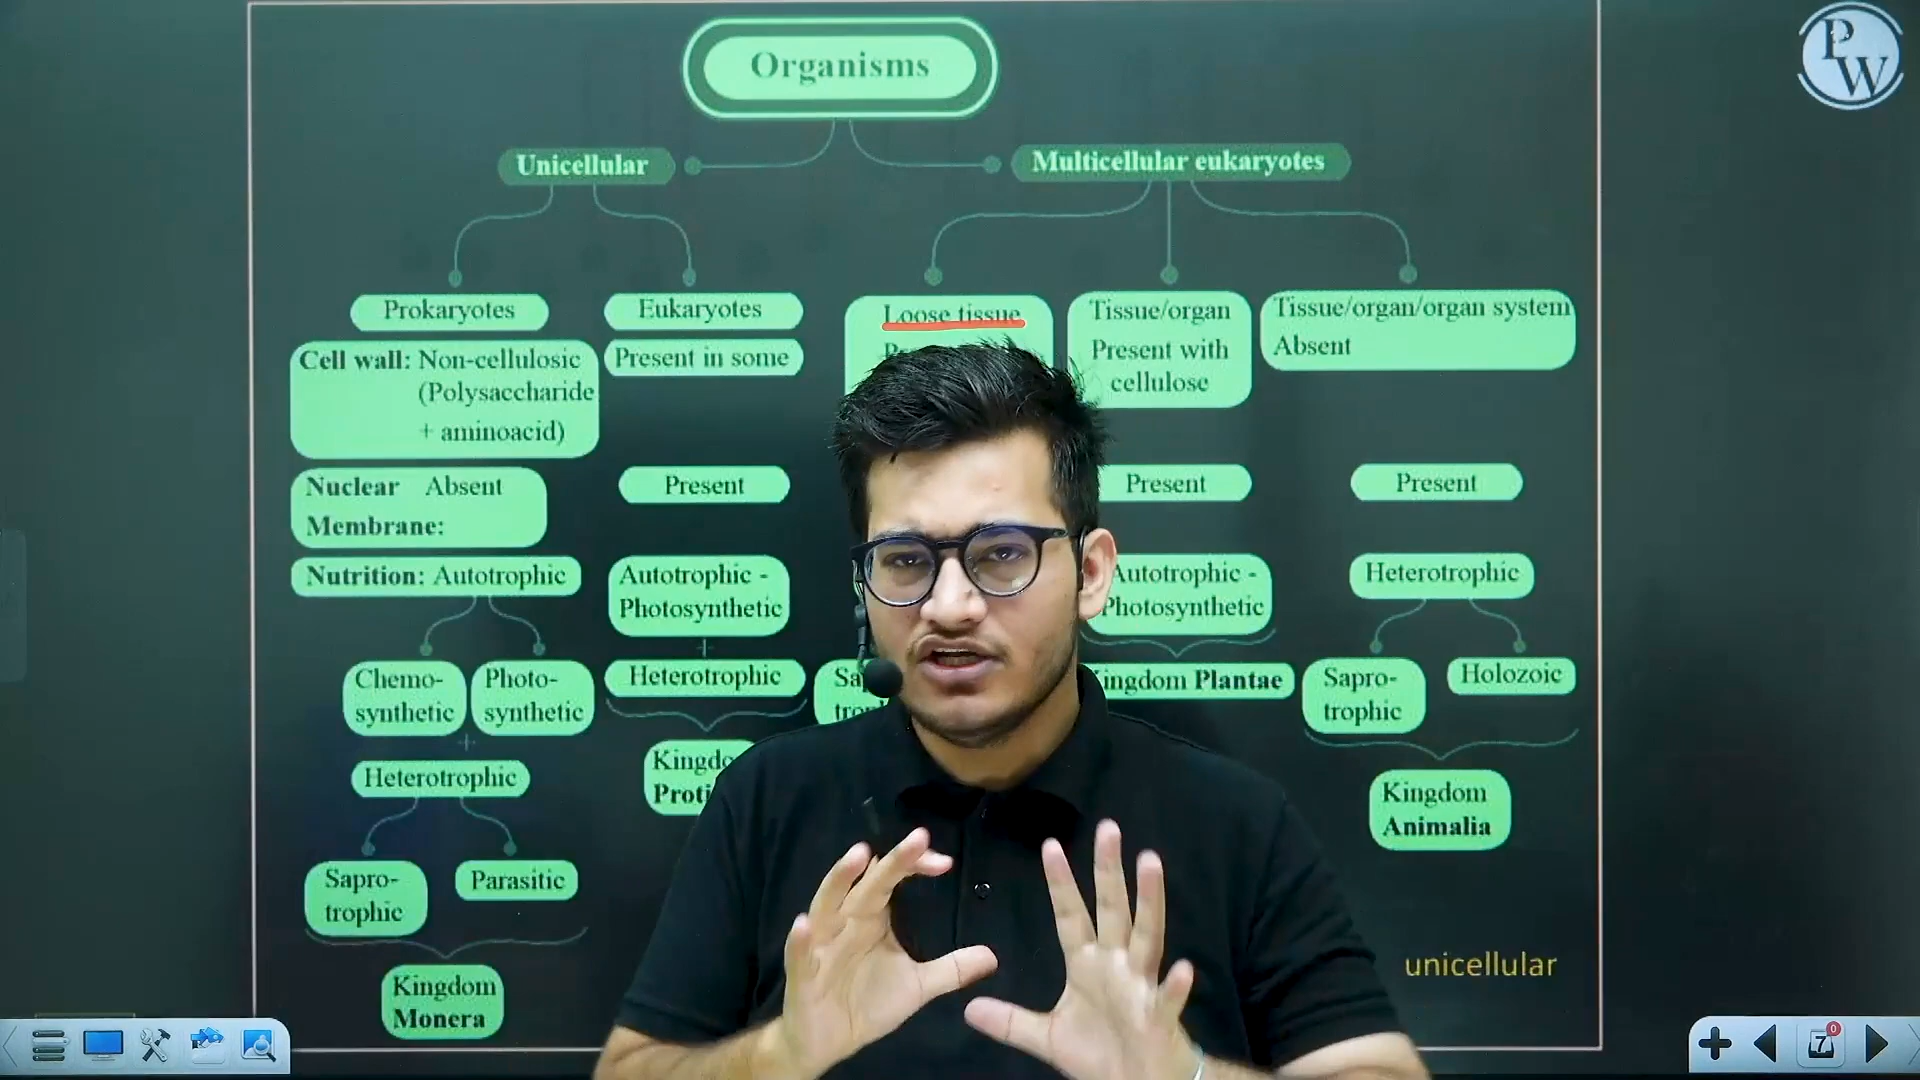 PW
Organisms
Unicellular
Multicellular eukaryotes
Prokaryotes
Eukaryotes
Loose tissue
Tissue/organ
Present with
cellulose
Tissue/organ/organ system
Absent
Cell wall: Non-cellulosic
(Polysaccharide
+ aminoacid)
Present in some
Nuclear Absent
Membrane:
Present
Present
Present
Nutrition: Autotrophic
Autotrophic -
Photosynthetic
Autotrophic -
Photosynthetic
Heterotrophic
Chemo-
synthetic
Photo-
synthetic
+
Heterotrophic
+
Kingdom Plantae
Sapro-
trophic
Holozoic
Heterotrophic
Kingdom
Animalia
Sapro-
trophic
Parasitic
Kingdom
Monera
unicellular
7
0